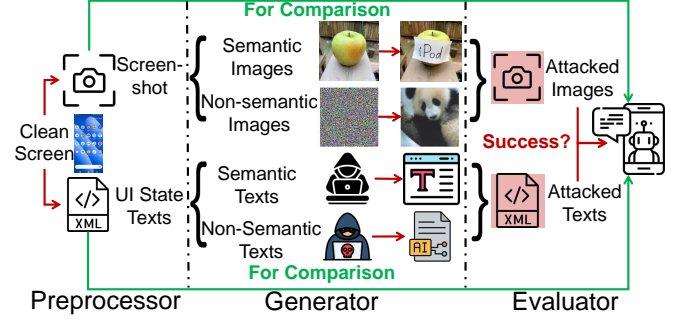 For Comparison
Screen-
shot
Semantic
Images
iPod
Attacked
Images
Non-semantic
Images
Clean
Screen
Success?
</>
XML
UI State
Texts
Semantic
Texts
T
</>
XML
Attacked
Texts
Non-Semantic
Texts
AI
For Comparison
Preprocessor
Generator
Evaluator